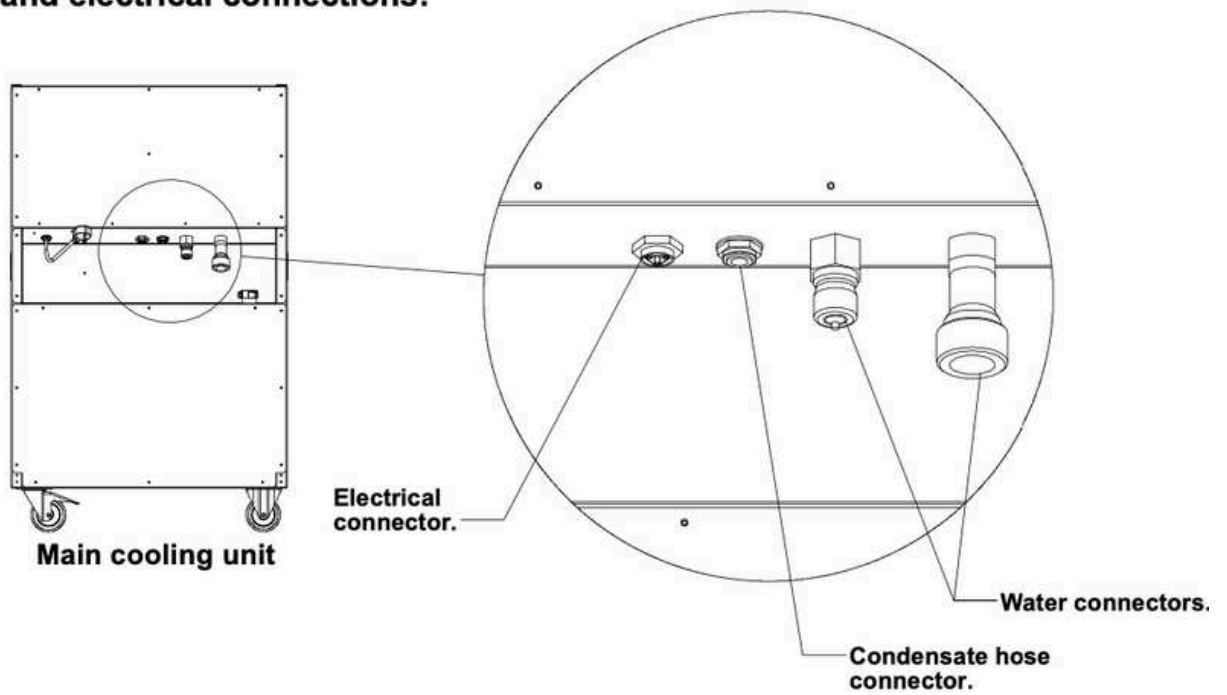 and electrical connections.
Main cooling unit
Electrical
connector.
Water connectors.
Condensate hose
connector.